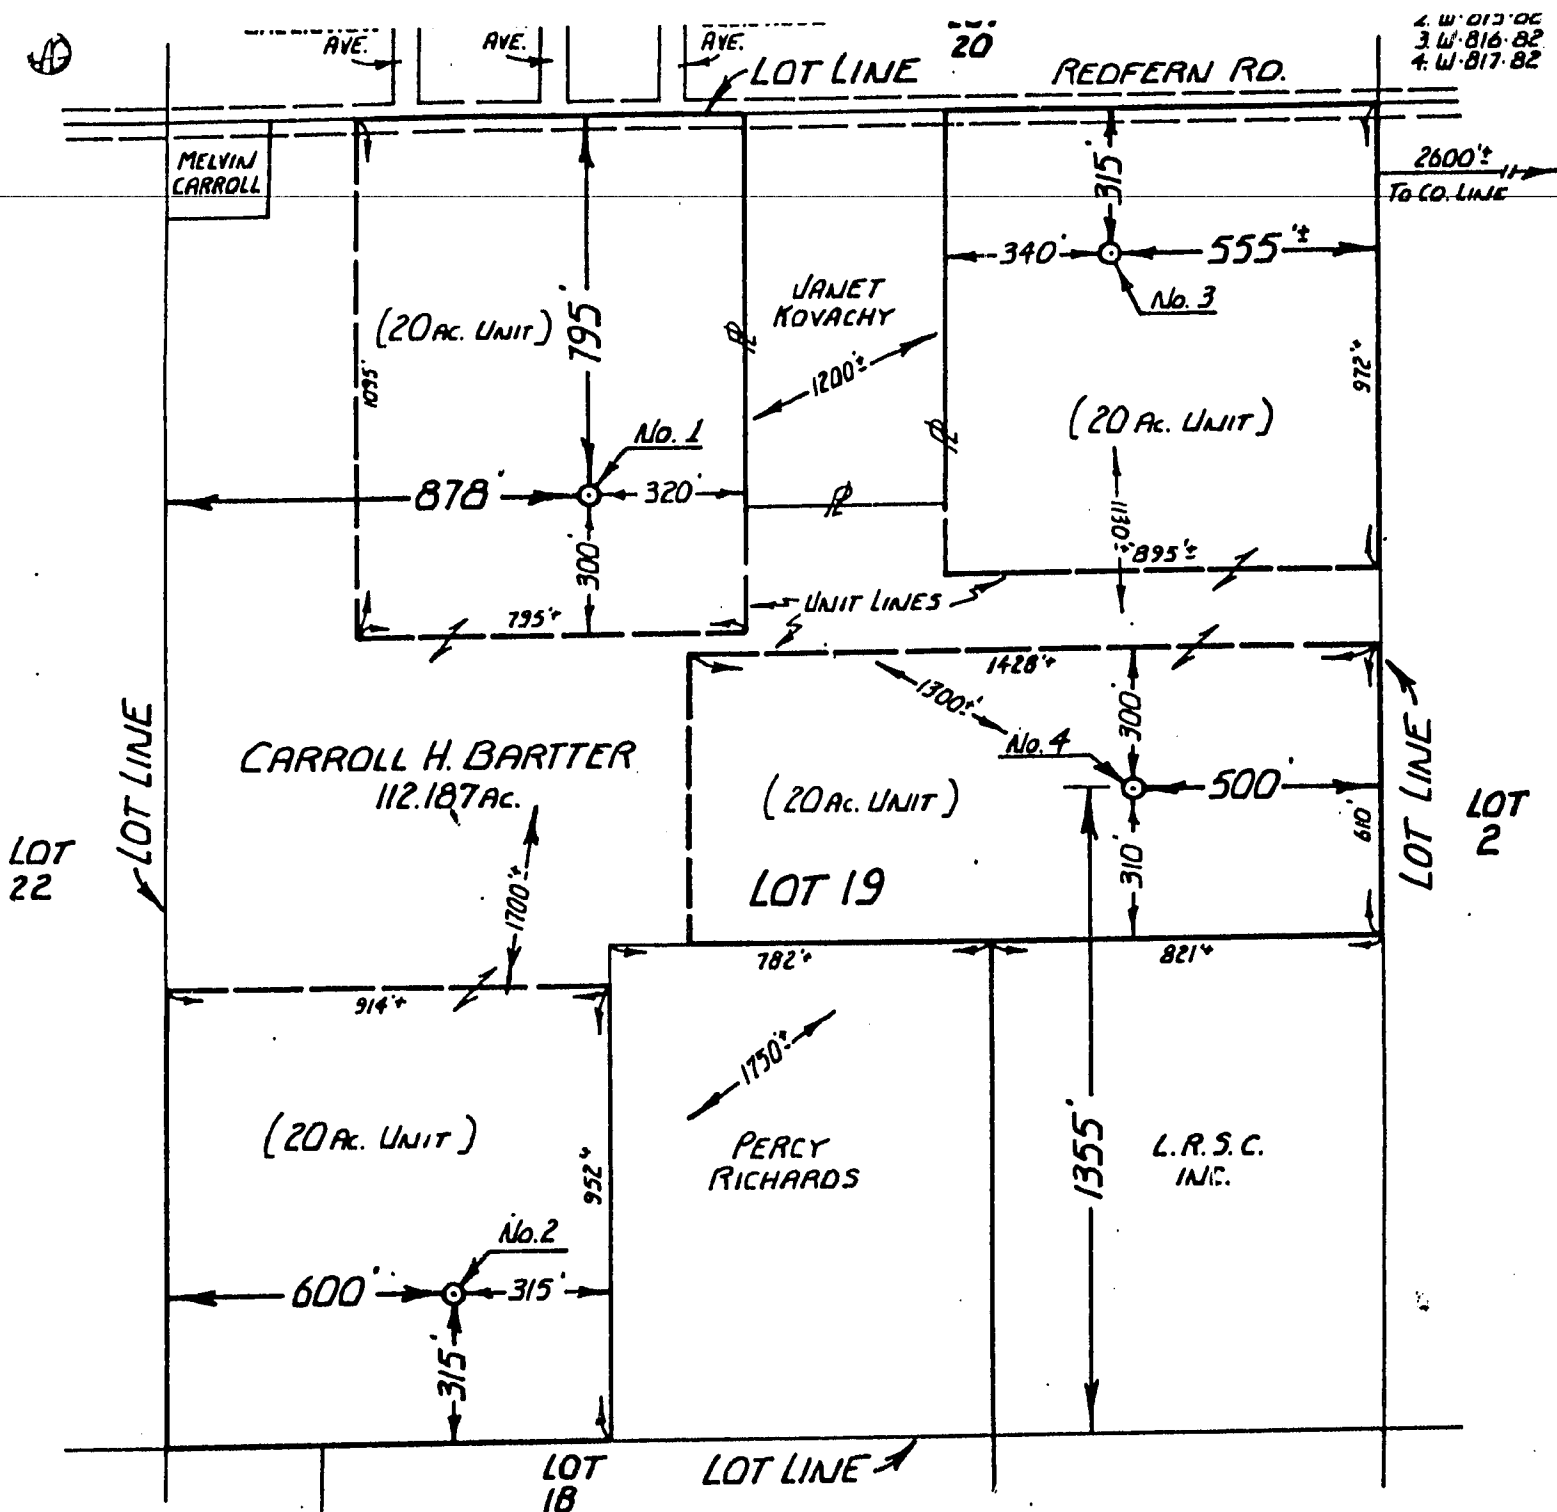 AVE.
AVE.
AVE.
20
LOT LINE
REDFERN RD.
3. W-816-82
4. W-817-82
MELVIN
CARROLL
2600'±
TO CO. LINE
315'
340'
555'±
No. 3
JANET
KOVACHY
(20 AC. UNIT)
795'
1095'
1200'±
972'±
(20 AC. UNIT)
No. 1
878'
320'
300'
1130'±
895'±
UNIT LINES
795'±
1428'±
1300'±
300'
No. 4
500'
LOT LINE
CARROLL H. BARTTER
112.187 AC.
(20 AC. UNIT)
310'
610'
LOT LINE
LOT
2
LOT
22
LOT 19
1700'±
782'±
821'±
914'±
1750'±
(20 AC. UNIT)
952'±
PERCY
RICHARDS
1355'
L.R.S.C.
INC.
No. 2
600'
315'
315'
LOT
18
LOT LINE